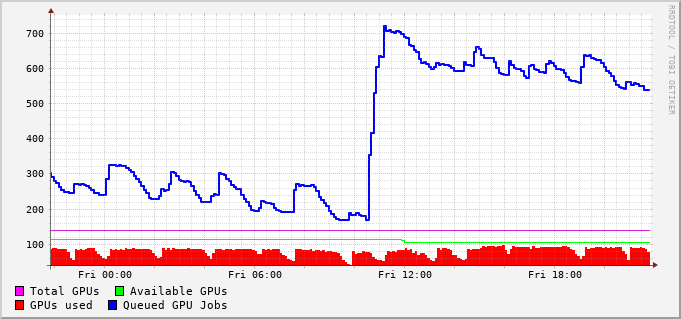 700
600
500
400
300
200
100
Fri 00:00 Fri 06:00 Fri 12:00 Fri 18:00
Total GPUs Available GPUs
GPUs used Queued GPU Jobs
RRDTOOL / TOBI OETIKER